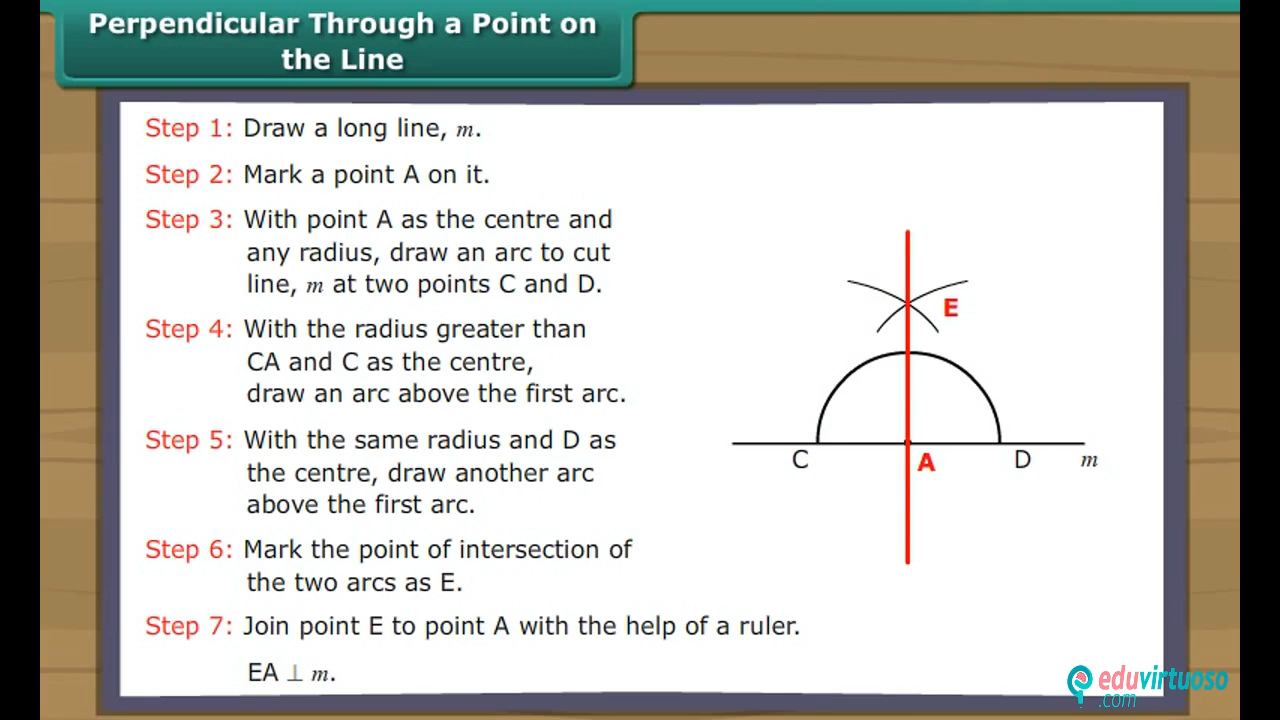 Perpendicular Through a Point on
the Line
Step 1: Draw a long line, m.
Step 2: Mark a point A on it.
Step 3: With point A as the centre and
any radius, draw an arc to cut
line, m at two points C and D.
Step 4: With the radius greater than
CA and C as the centre,
draw an arc above the first arc.
Step 5: With the same radius and D as
the centre, draw another arc
above the first arc.
Step 6: Mark the point of intersection of
the two arcs as E.
Step 7: Join point E to point A with the help of a ruler.
EA ⊥ m.
E
C A D m
eduvirtuoso
.com